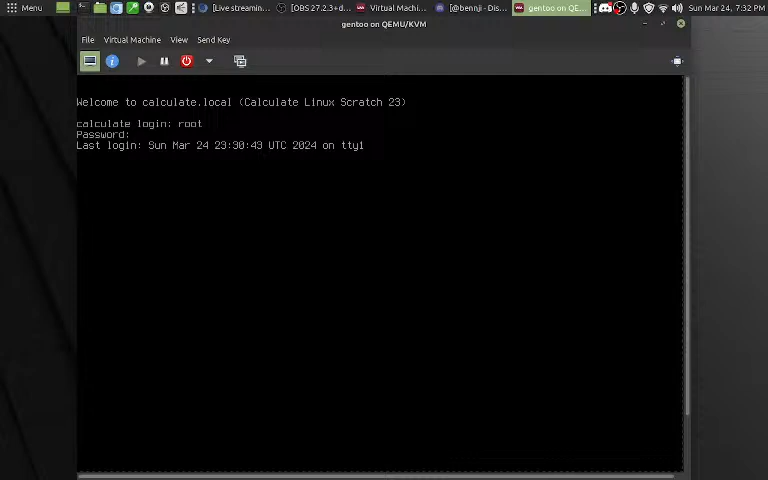 Menu
[Live streamin...
[OBS 27.2.3+d...
Virtual Machi...
[@bennji - Dis...
gentoo on QE...
Sun Mar 24, 7:32 PM
gentoo on QEMU/KVM
File Virtual Machine View Send Key
Welcome to calculate.local (Calculate Linux Scratch 23)
calculate login: root
Password:
Last login: Sun Mar 24 23:30:43 UTC 2024 on tty1